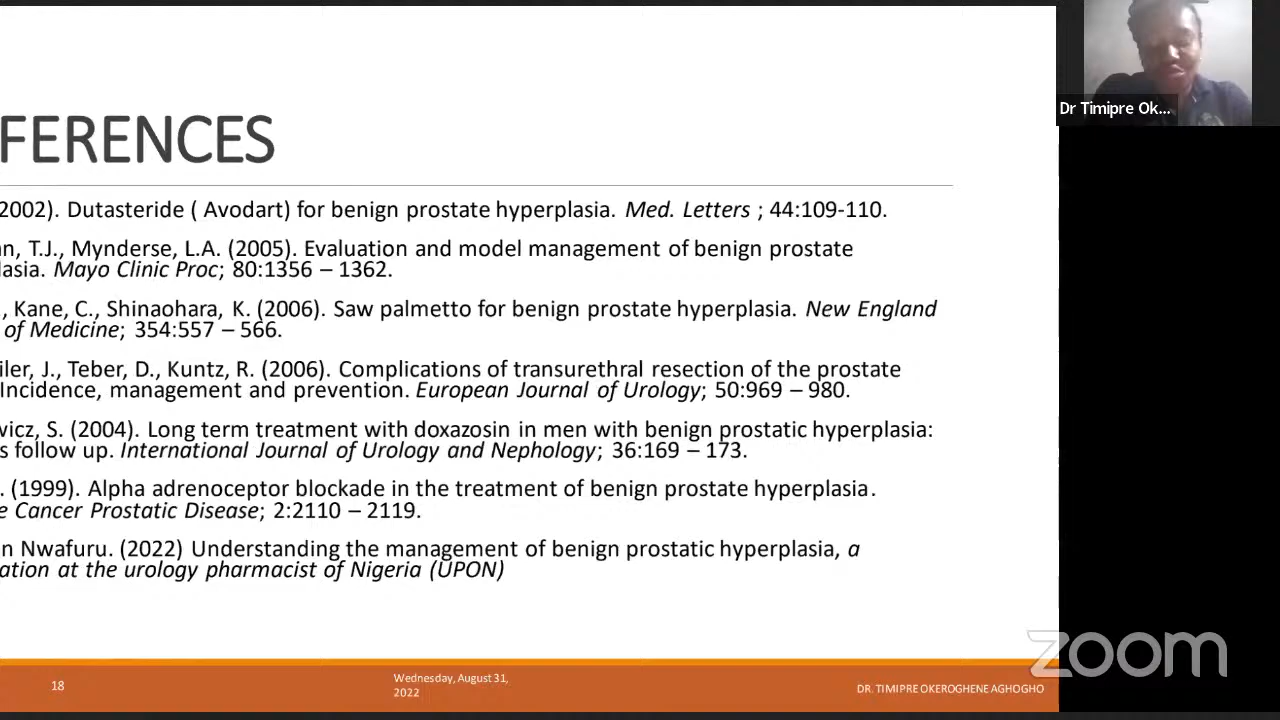 FERENCES
2002). Dutasteride ( Avodart) for benign prostate hyperplasia. Med. Letters ; 44:109-110.
an, T.J., Mynderse, L.A. (2005). Evaluation and model management of benign prostate
lasia. Mayo Clinic Proc; 80:1356 – 1362.
, Kane, C., Shinaohara, K. (2006). Saw palmetto for benign prostate hyperplasia. New England
of Medicine; 354:557 – 566.
iler, J., Teber, D., Kuntz, R. (2006). Complications of transurethral resection of the prostate
Incidence, management and prevention. European Journal of Urology; 50:969 – 980.
wicz, S. (2004). Long term treatment with doxazosin in men with benign prostatic hyperplasia:
s follow up. International Journal of Urology and Nephology; 36:169 – 173.
. (1999). Alpha adrenoceptor blockade in the treatment of benign prostate hyperplasia.
e Cancer Prostatic Disease; 2:2110 – 2119.
n Nwafuru. (2022) Understanding the management of benign prostatic hyperplasia, a
ation at the urology pharmacist of Nigeria (UPON)
18
Wednesday, August 31,
2022
DR. TIMIPRE OKEROGHENE AGHOGHO
Dr Timipre Ok...
zoom